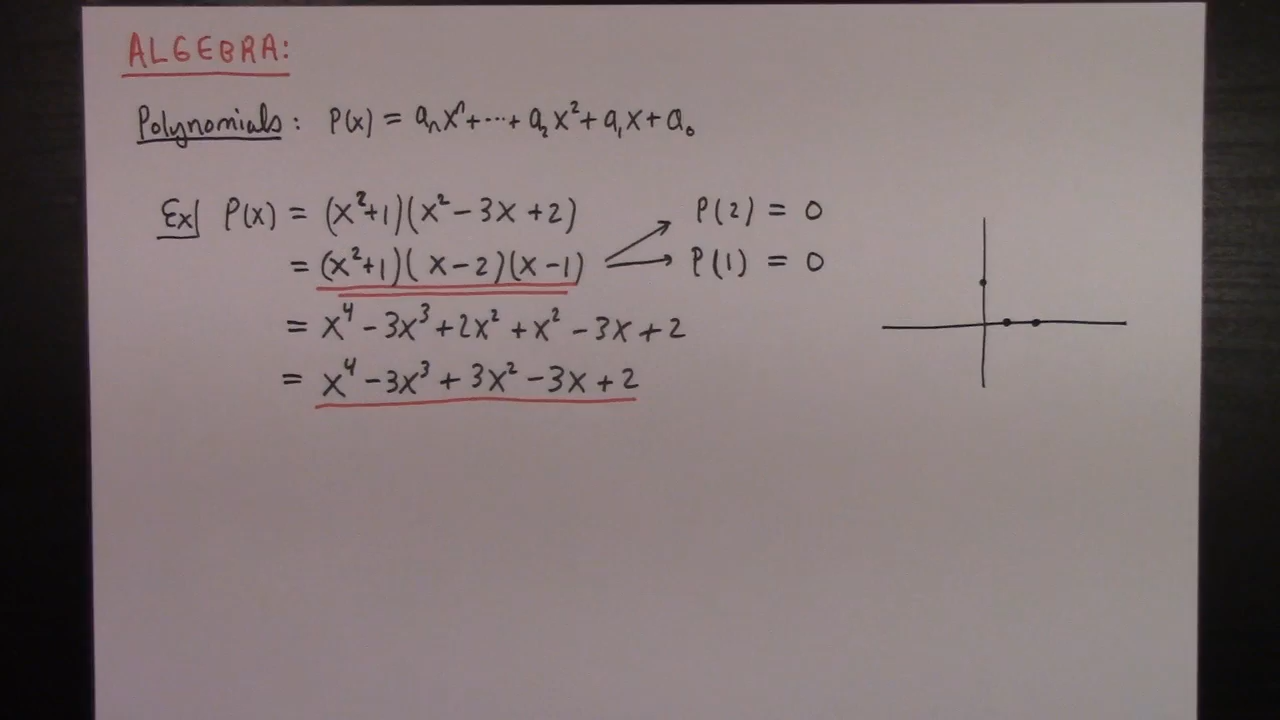 ALGEBRA:
Polynomials: P(x) = aₙxⁿ+···+ a₂x²+ a₁x+ a₀
Ex| P(x) = (x²+1)(x²-3x+2)
= (x²+1)(x-2)(x-1)
P(2) = 0
P(1) = 0
= x⁴ -3x³ +2x² +x² -3x+2
= x⁴ -3x³ + 3x² -3x +2